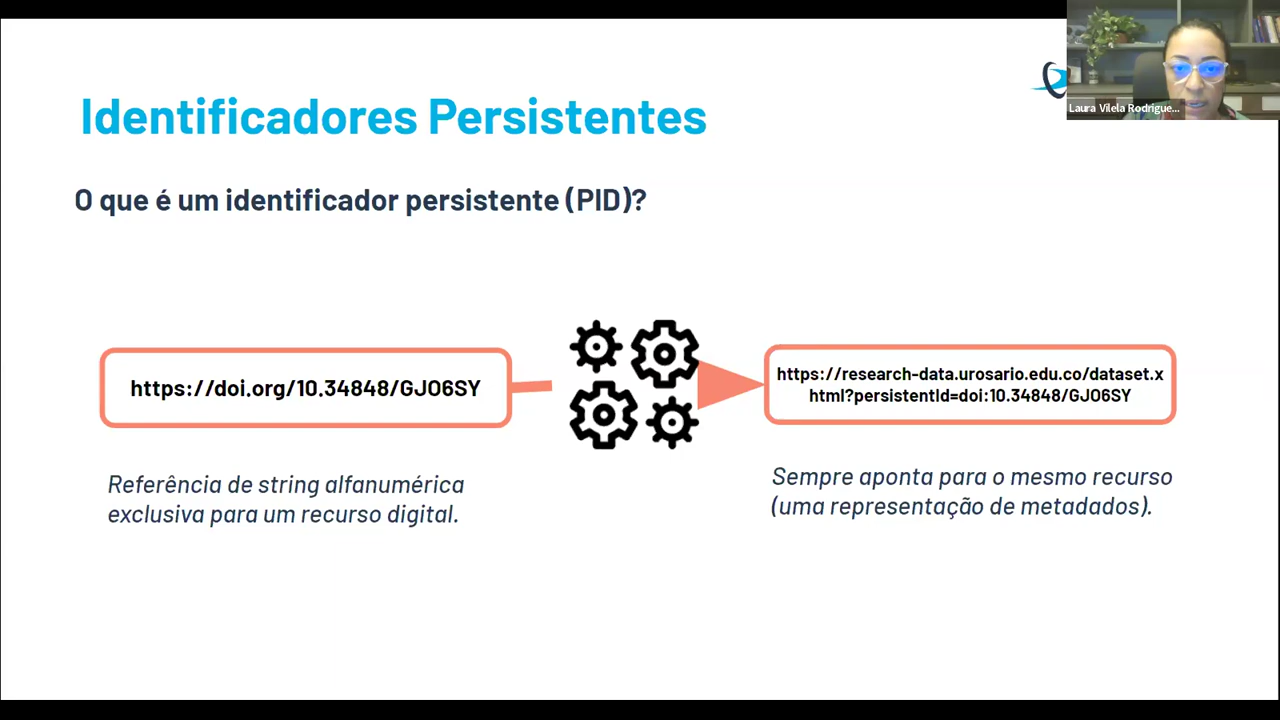 Identificadores Persistentes
Laura Vilela Rodrigue...
O que é um identificador persistente (PID)?
https://doi.org/10.34848/GJO6SY
https://research-data.urosario.edu.co/dataset.x
html?persistentId=doi:10.34848/GJO6SY
Referência de string alfanumérica
exclusiva para um recurso digital.
Sempre aponta para o mesmo recurso
(uma representação de metadados).